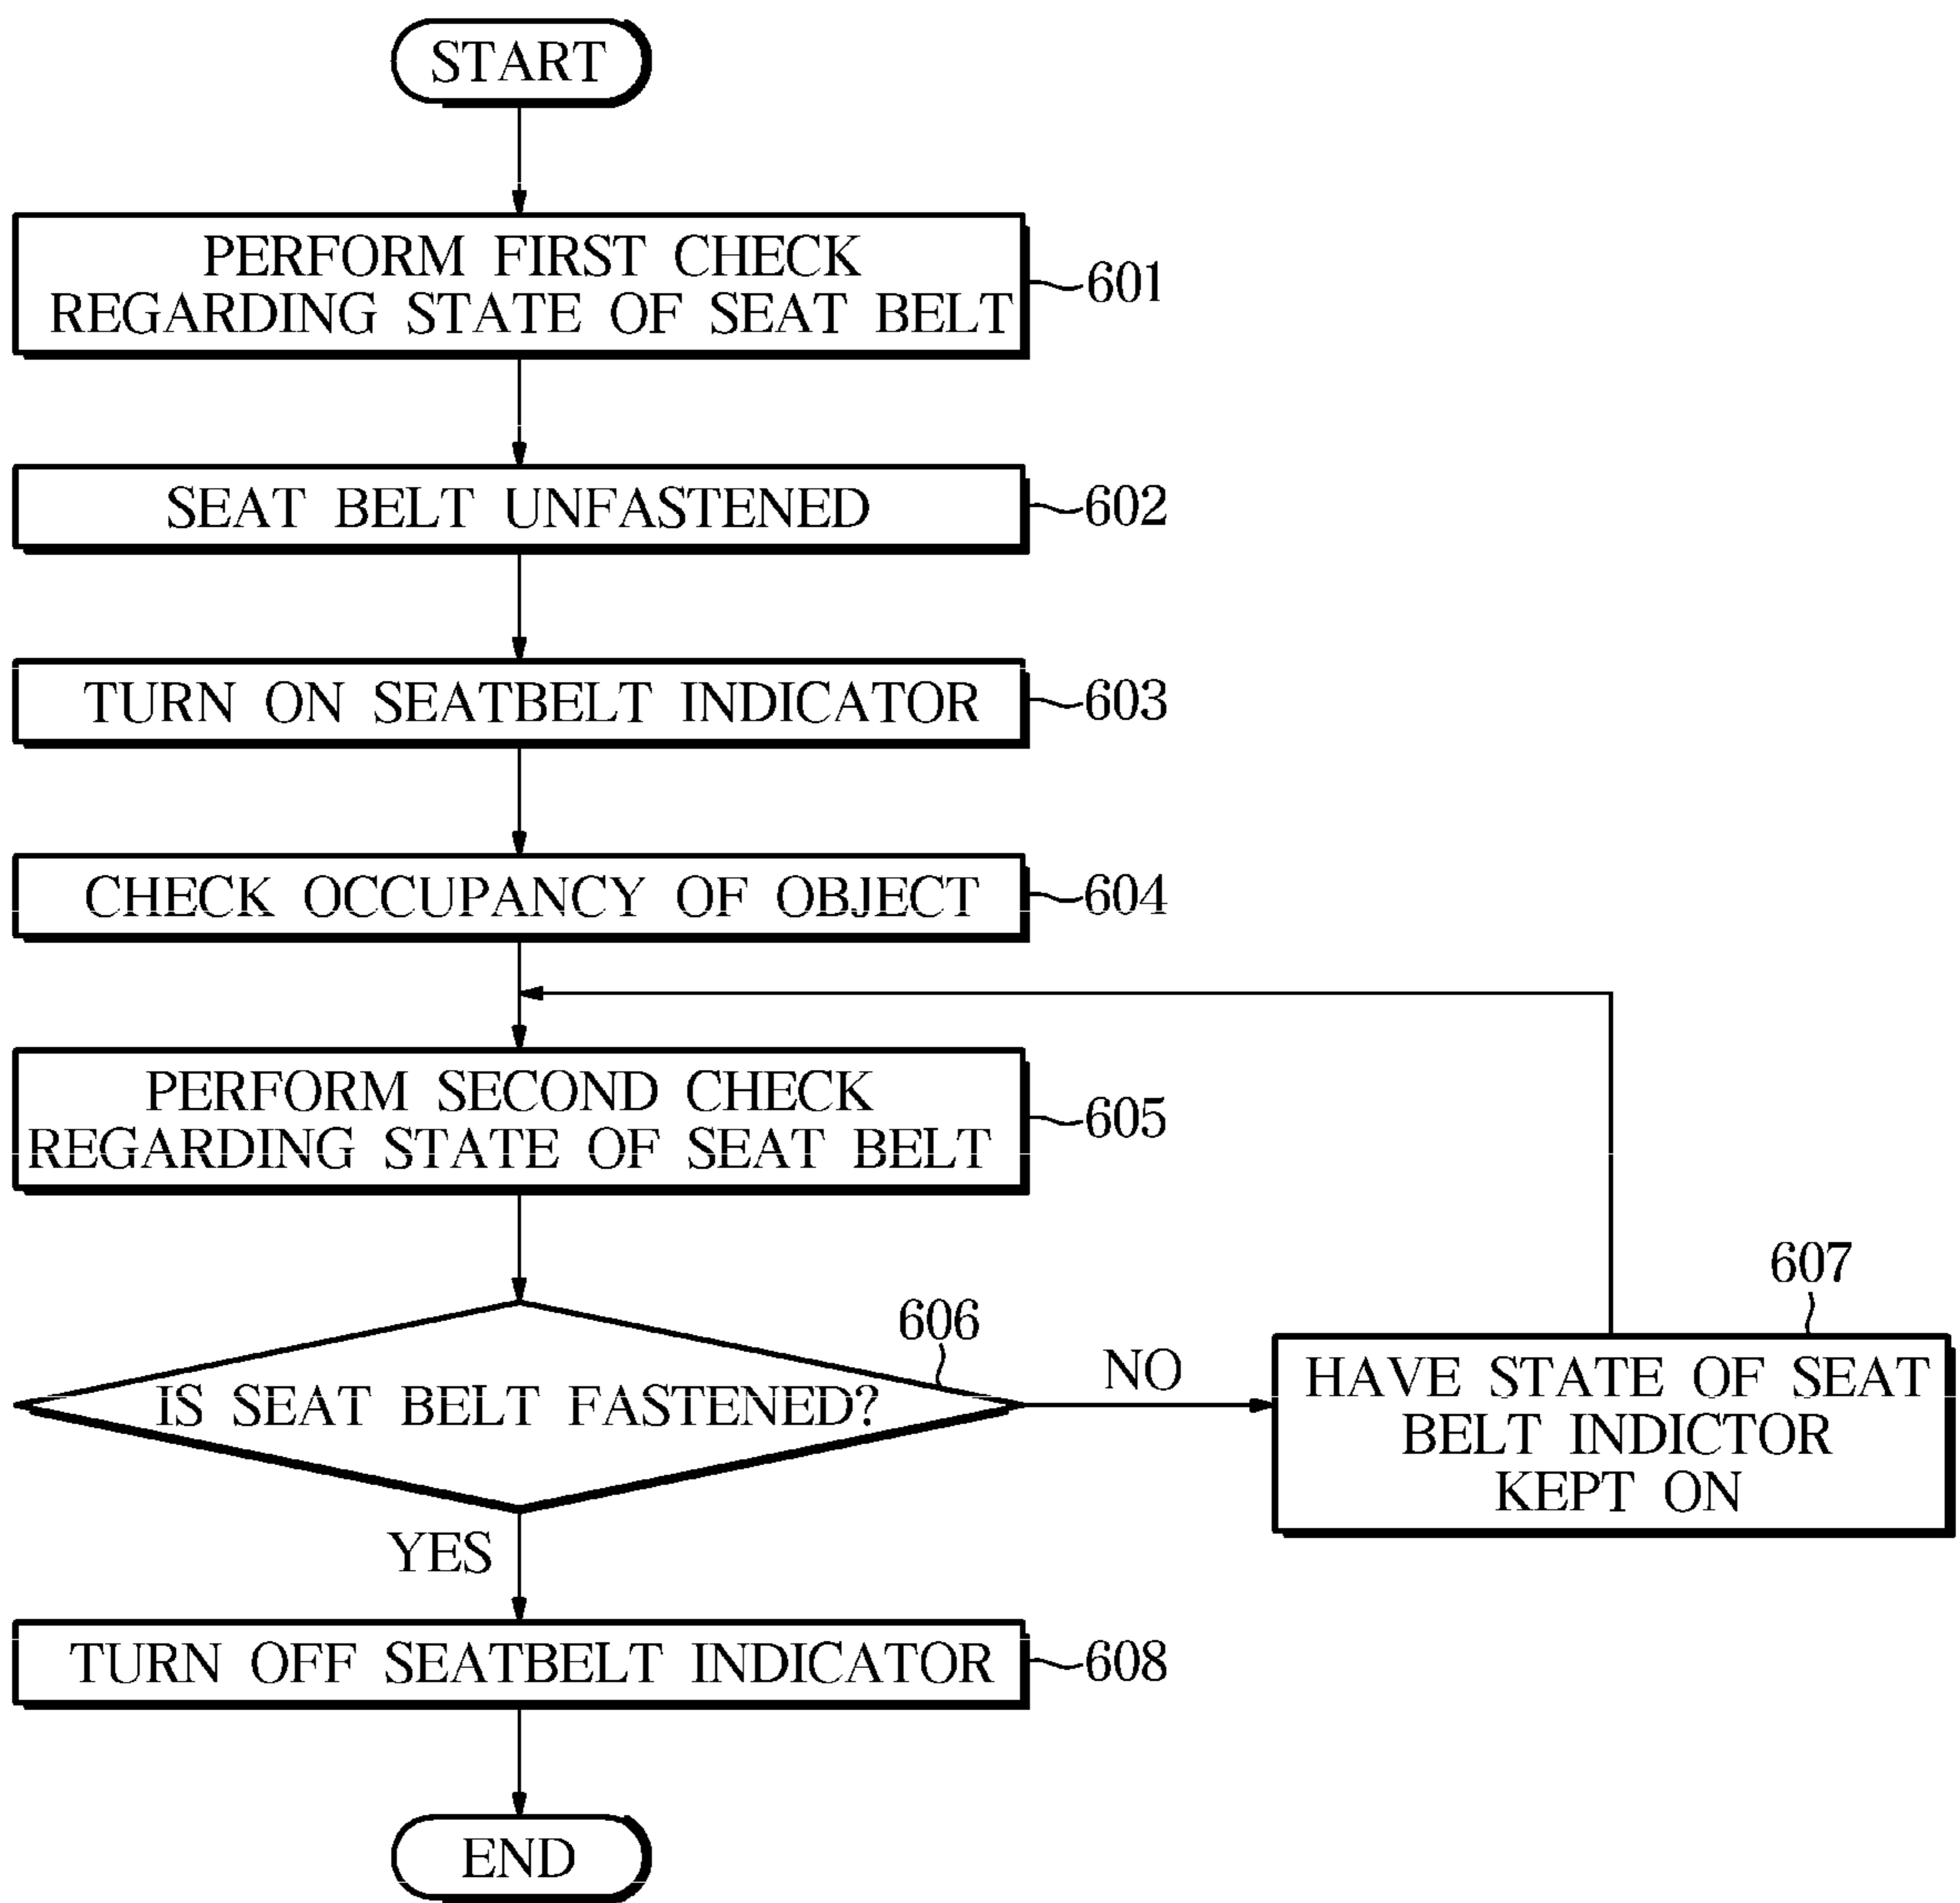 START
PERFORM FIRST CHECK
REGARDING STATE OF SEAT BELT
601
SEAT BELT UNFASTENED
602
TURN ON SEATBELT INDICATOR
603
CHECK OCCUPANCY OF OBJECT
604
PERFORM SECOND CHECK
REGARDING STATE OF SEAT BELT
605
606
IS SEAT BELT FASTENED?
NO
607
HAVE STATE OF SEAT
BELT INDICTOR
KEPT ON
YES
TURN OFF SEATBELT INDICATOR
608
END